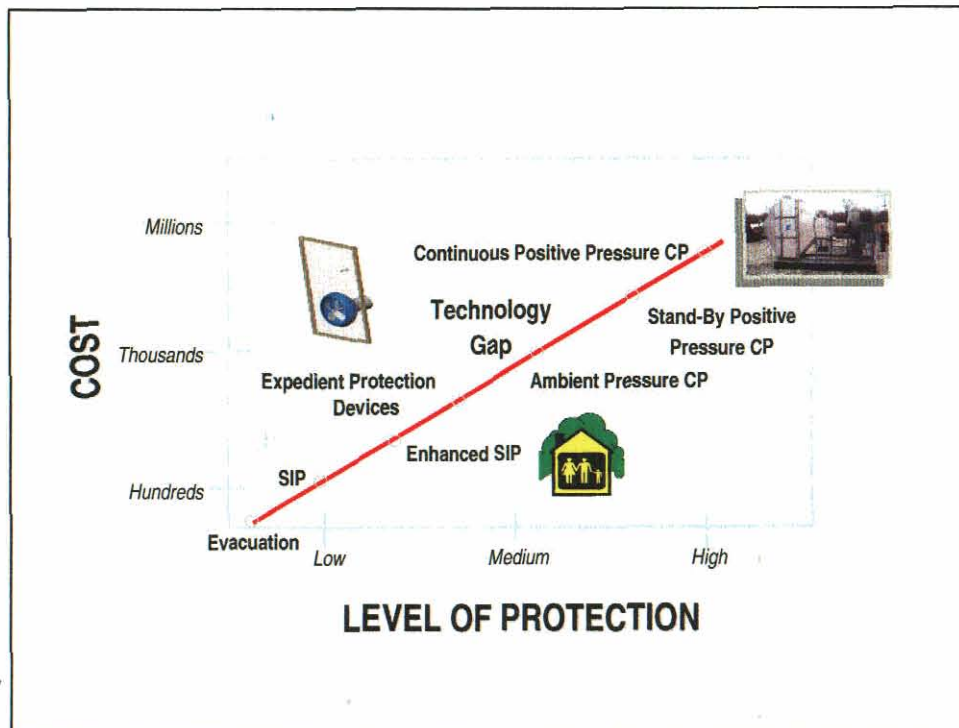 Millions
Continuous Positive Pressure CP
Technology
Gap
Stand-By Positive
Pressure CP
COST
Thousands
Expedient Protection
Devices
Ambient Pressure CP
Enhanced SIP
SIP
Hundreds
Evacuation
Low
Medium
High
LEVEL OF PROTECTION